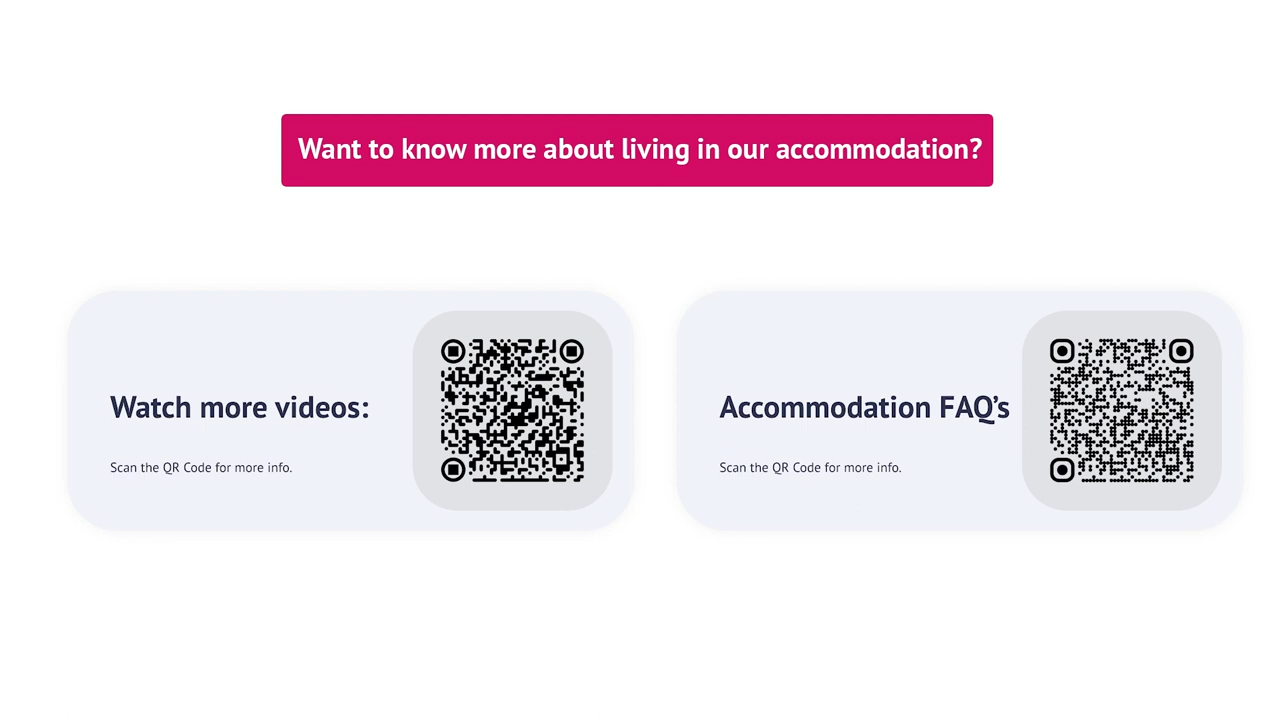 Want to know more about living in our accommodation?
Watch more videos:
Scan the QR Code for more info.
Accommodation FAQ’s
Scan the QR Code for more info.